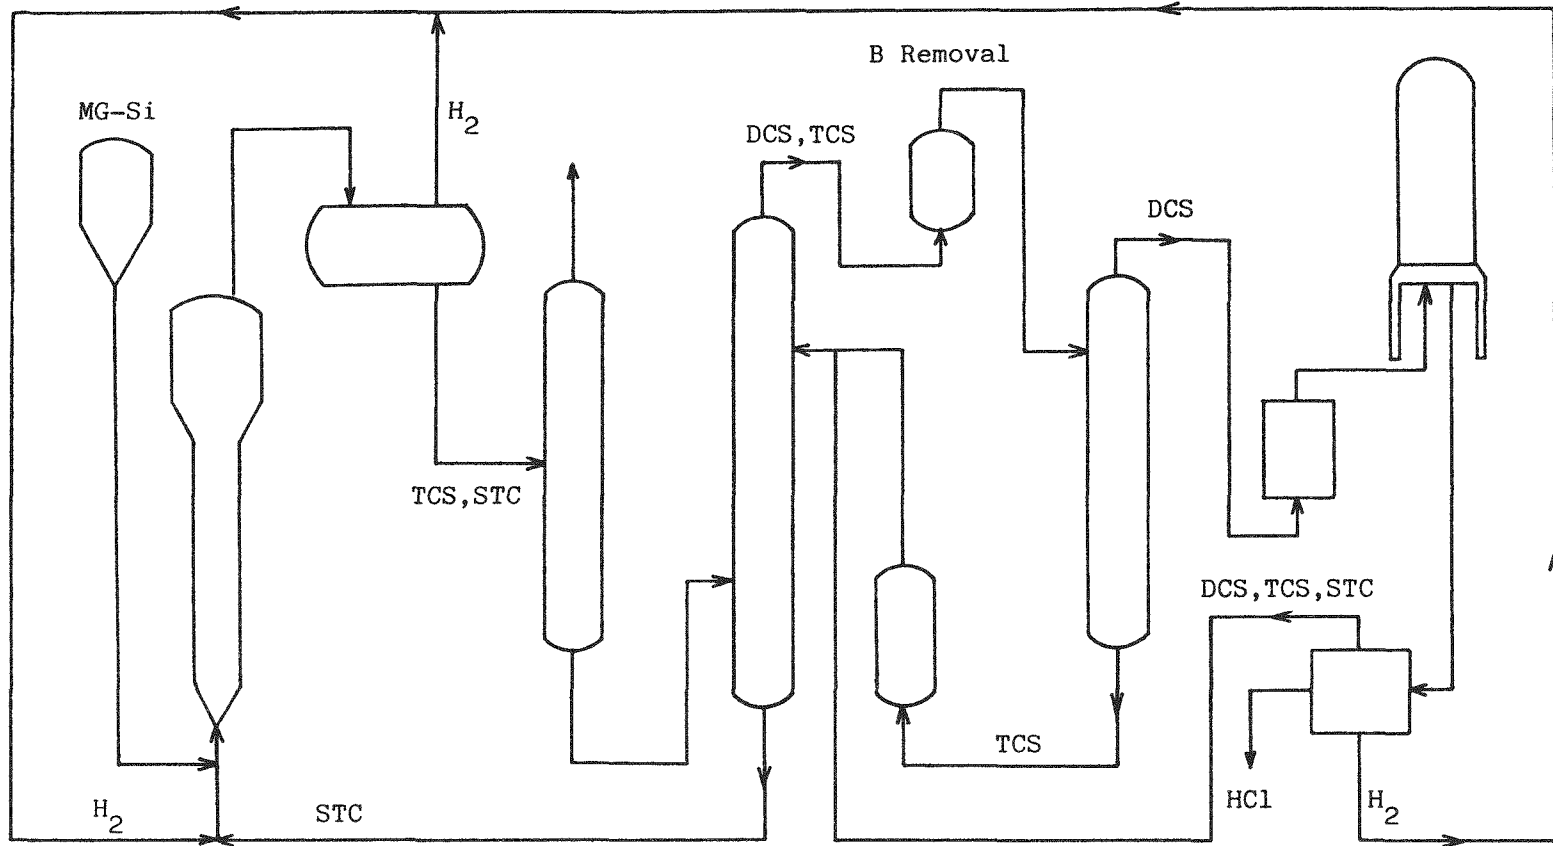 B Removal
MG-Si
H2
DCS,TCS
DCS
TCS,STC
DCS,TCS,STC
TCS
HCl
H2
H2
STC